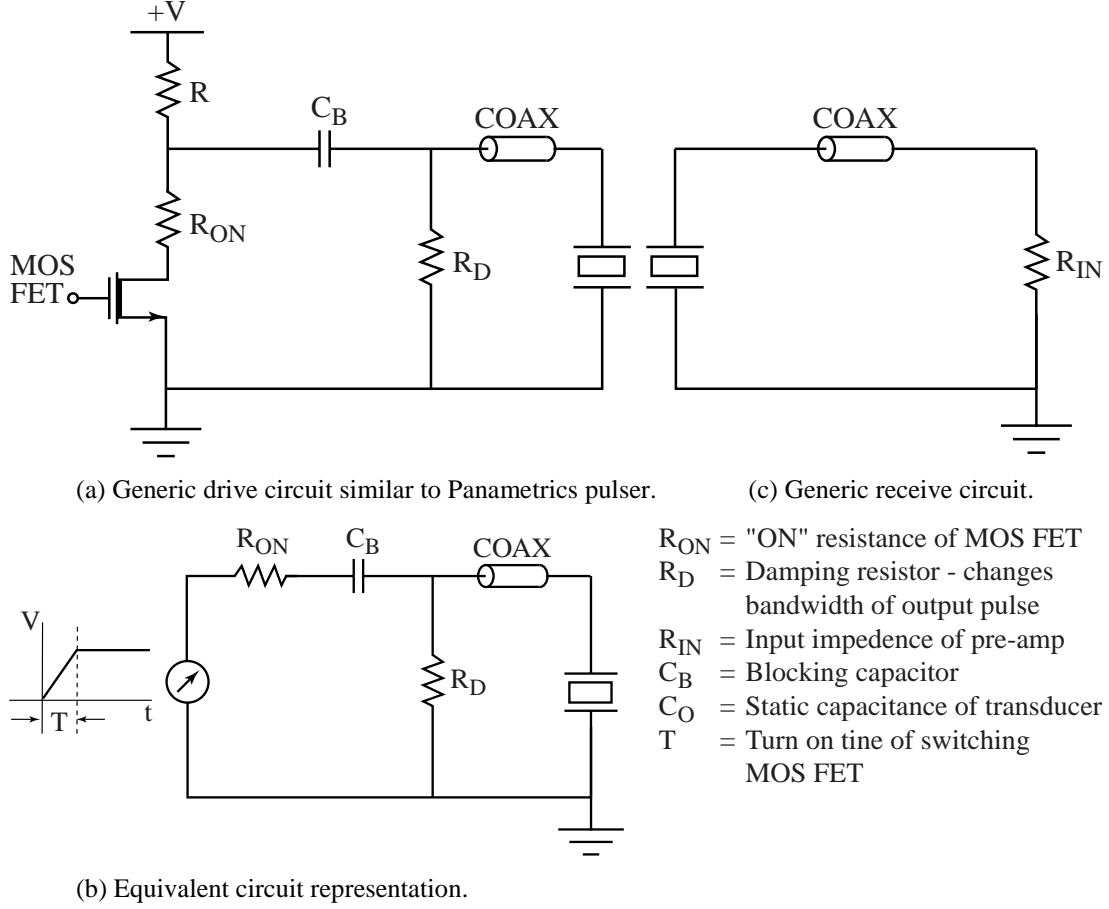 +V
R
C_B
COAX
COAX
R_ON
MOS
FET
R_D
R_IN
(a) Generic drive circuit similar to Panametrics pulser.
(c) Generic receive circuit.
R_ON
C_B
COAX
V
T
t
R_D
R_ON = "ON" resistance of MOS FET
R_D = Damping resistor - changes
bandwidth of output pulse
R_IN = Input impedence of pre-amp
C_B = Blocking capacitor
C_O = Static capacitance of transducer
T = Turn on tine of switching
MOS FET
(b) Equivalent circuit representation.